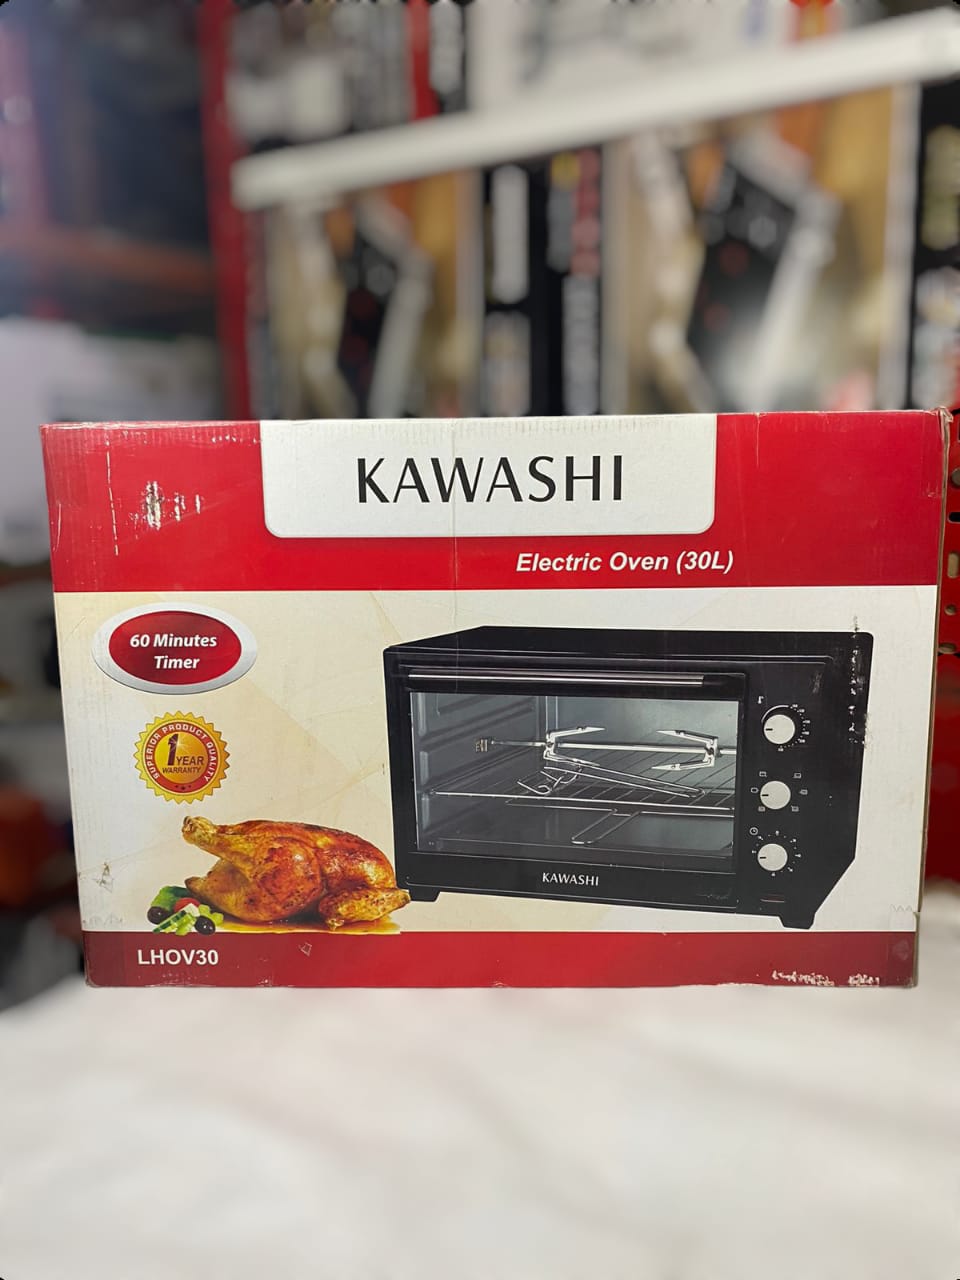 KAWASHI
Electric Oven (30L)
60 Minutes
Timer
SUPERIOR PRODUCT QUALITY
1 YEAR
WARRANTY
KAWASHI
LHOV30